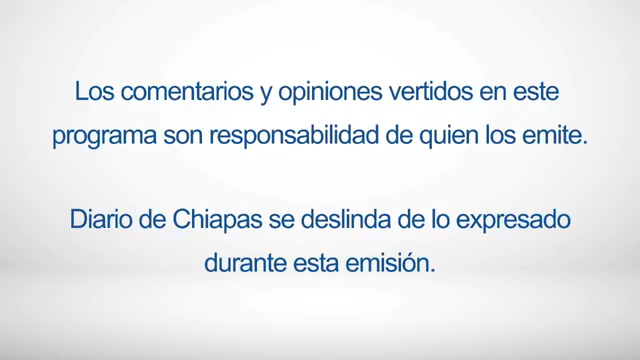 Los comentarios y opiniones vertidos en este
programa son responsabilidad de quien los emite.
Diario de Chiapas se deslinda de lo expresado
durante esta emisión.